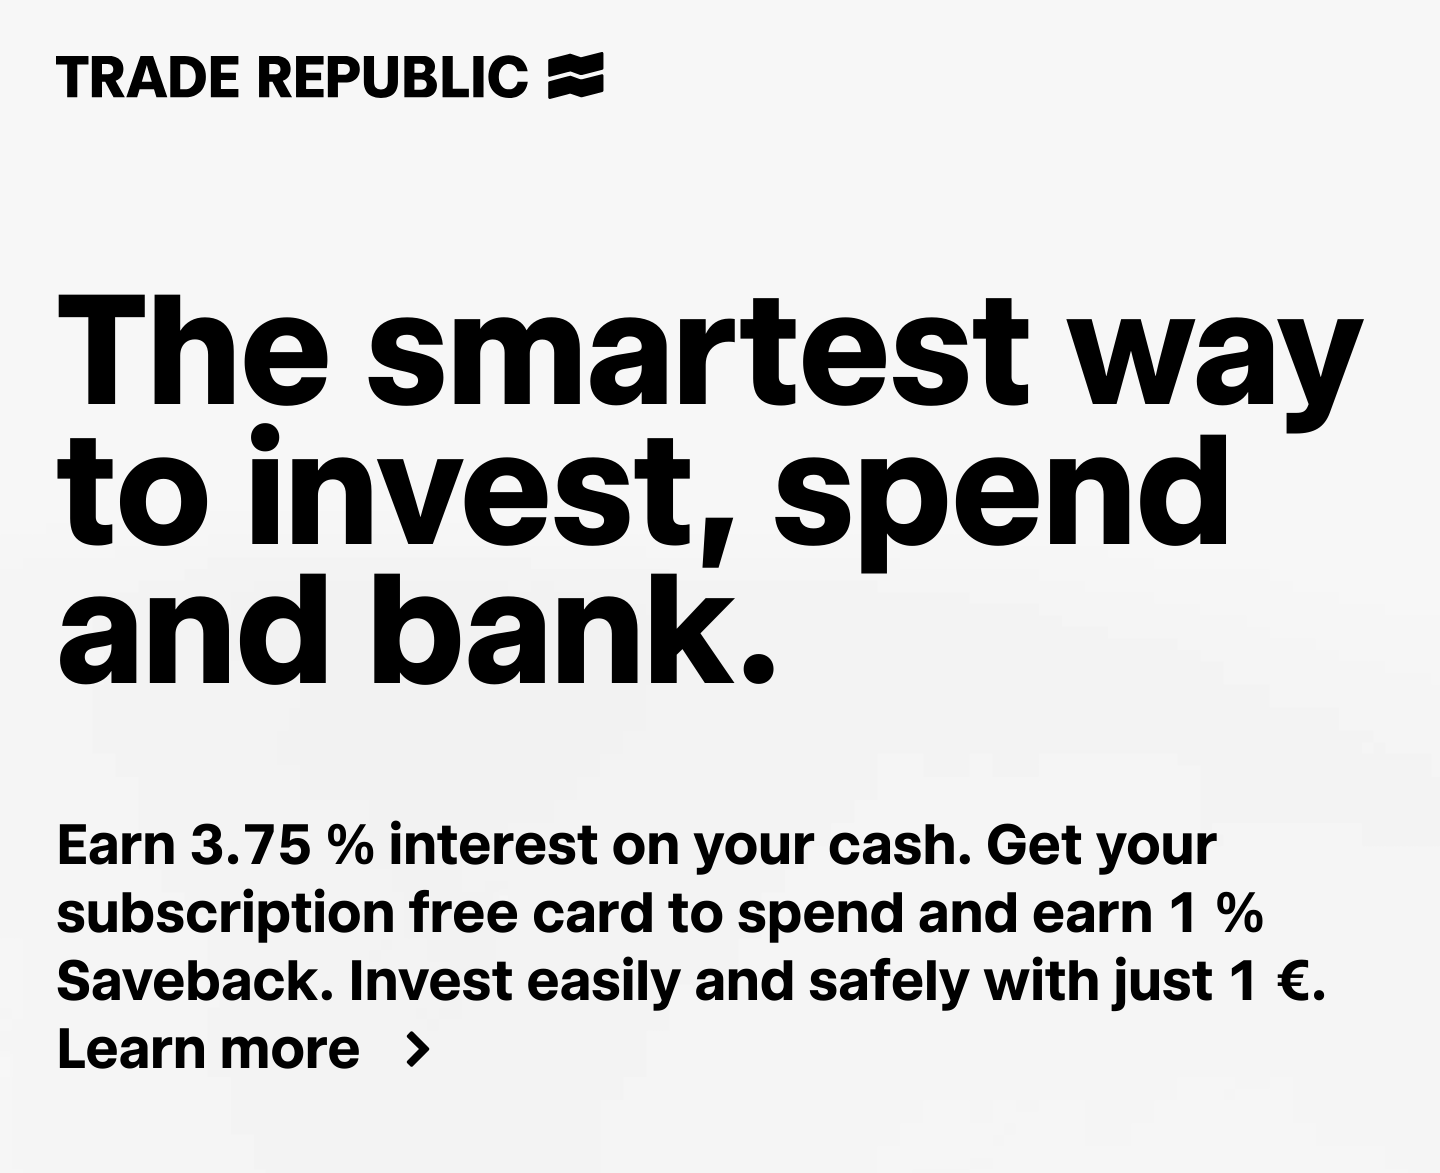 TRADE REPUBLIC
The smartest way
to invest, spend
and bank.
Earn 3.75 % interest on your cash. Get your
subscription free card to spend and earn 1 %
Saveback. Invest easily and safely with just 1 €.
Learn more